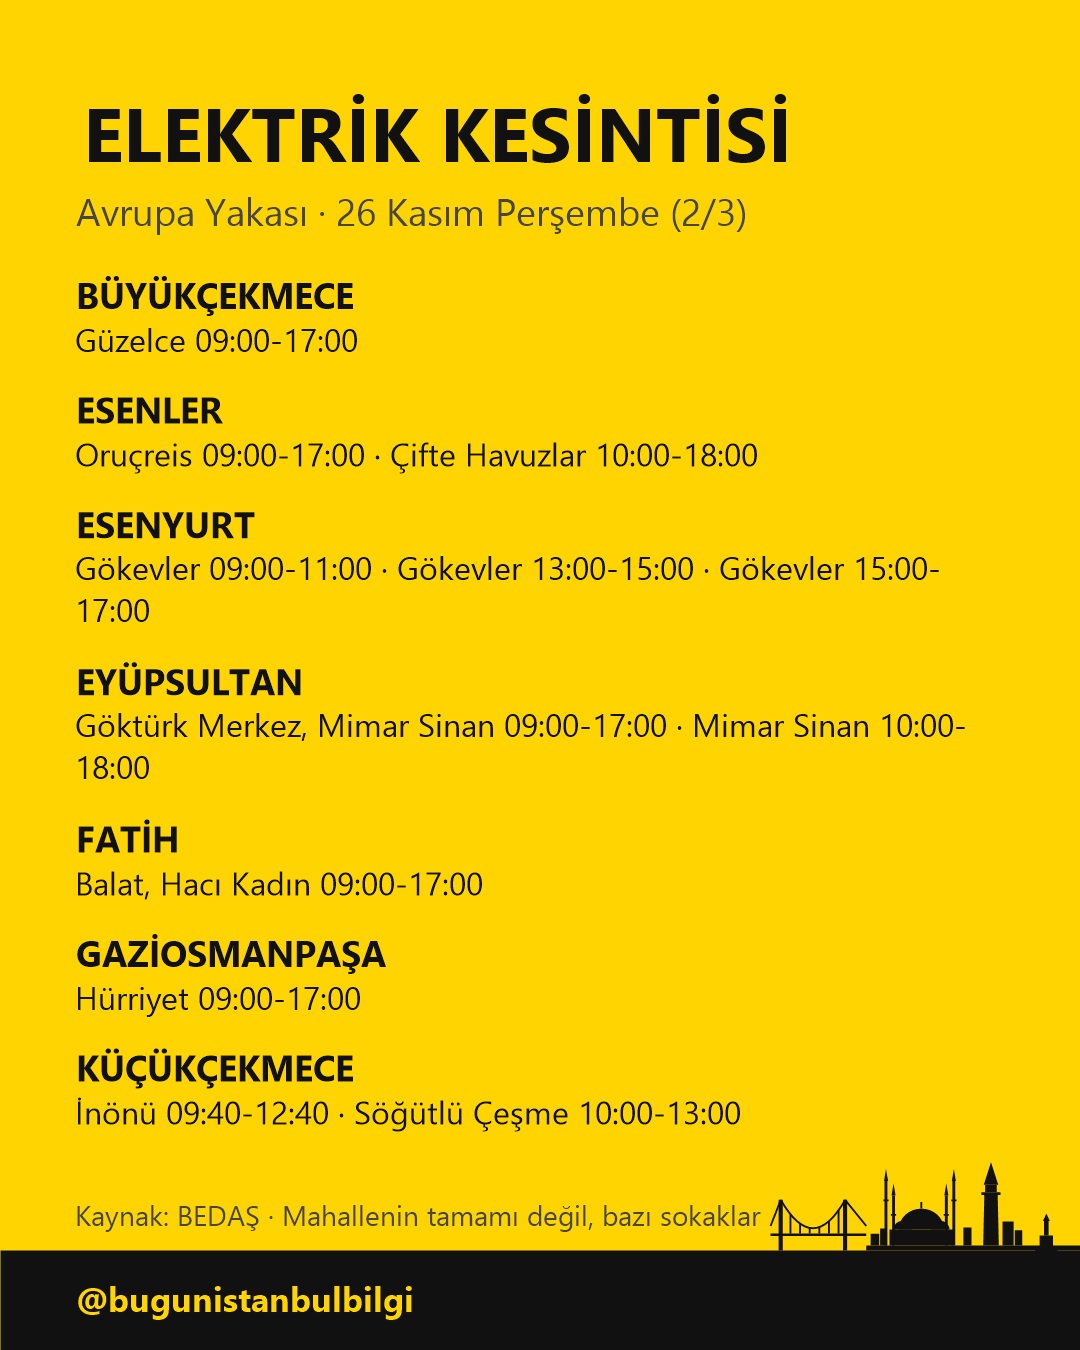 ELEKTRİK KESİNTİSİ
Avrupa Yakası · 26 Kasım Perşembe (2/3)
BÜYÜKÇEKMECE
Güzelce 09:00-17:00
ESENLER
Oruçreis 09:00-17:00 · Çifte Havuzlar 10:00-18:00
ESENYURT
Gökevler 09:00-11:00 · Gökevler 13:00-15:00 · Gökevler 15:00-
17:00
EYÜPSULTAN
Göktürk Merkez, Mimar Sinan 09:00-17:00 · Mimar Sinan 10:00-
18:00
FATİH
Balat, Hacı Kadın 09:00-17:00
GAZİOSMANPAŞA
Hürriyet 09:00-17:00
KÜÇÜKÇEKMECE
İnönü 09:40-12:40 · Söğütlü Çeşme 10:00-13:00
Kaynak: BEDAŞ · Mahallenin tamamı değil, bazı sokaklar
@bugunistanbulbilgi